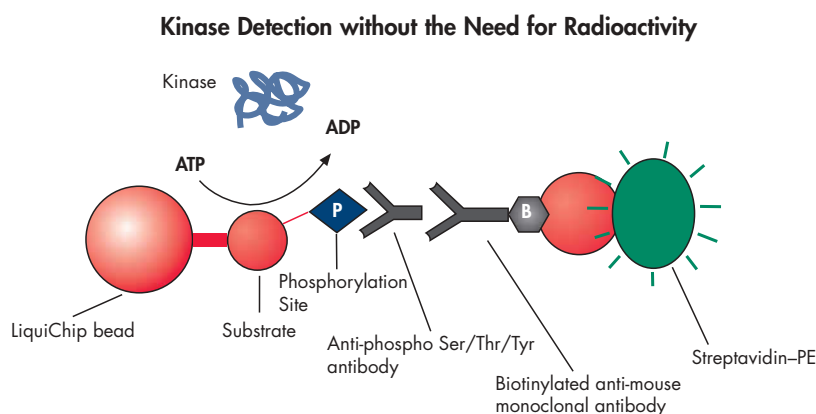 Kinase Detection without the Need for Radioactivity
Kinase
ADP
ATP
P
B
Phosphorylation
Site
LiquiChip bead
Substrate
Anti-phospho Ser/Thr/Tyr
antibody
Streptavidin–PE
Biotinylated anti-mouse
monoclonal antibody